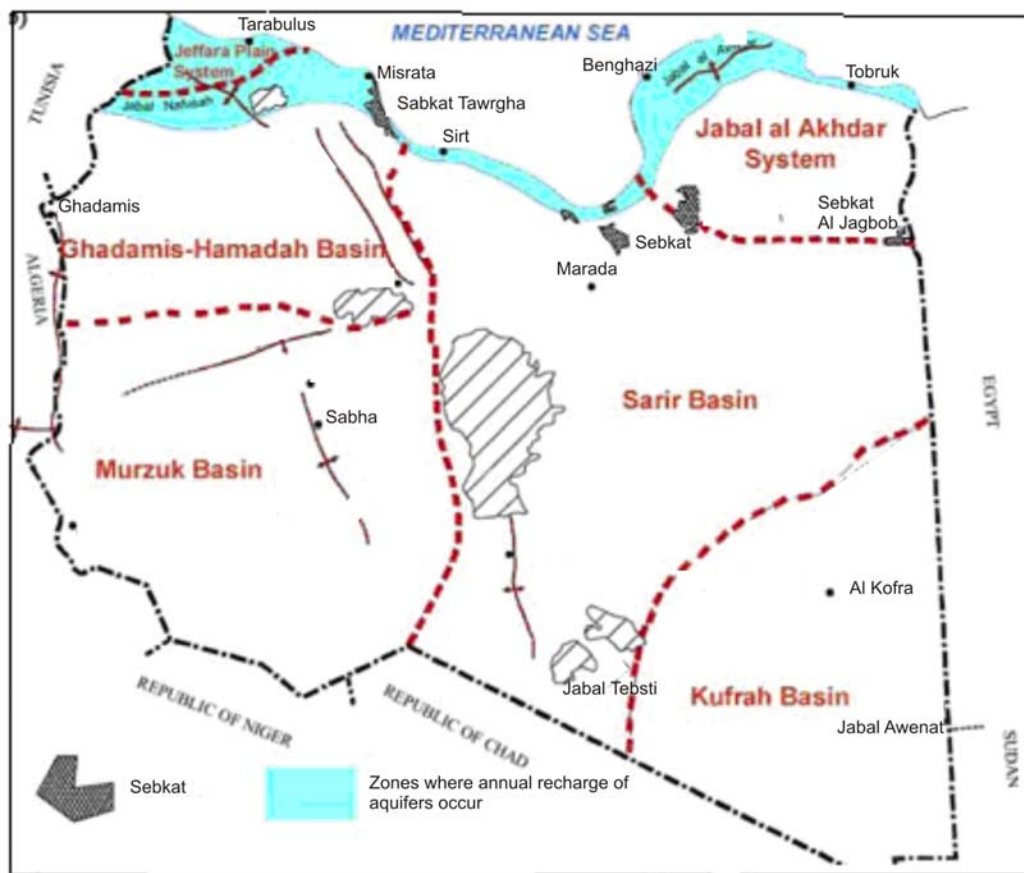 Tarabulus
MEDITERRANEAN SEA
Jeffara Plain
System
Jabal Nafusah
Misrata
Sabkat Tawrgha
Sirt
Benghazi
Jabal al
Tobruk
TUNISIA
Jabal al Akhdar
System
Ghadamis
Ghadamis-Hamadah Basin
ALGERIA
Sebkat
Al Jagbob
Sebkat
Marada
Sarir Basin
EGYPT
Sabha
Murzuk Basin
Al Kofra
Jabal Tebsti
Kufrah Basin
Jabal Awenat
SUDAN
REPUBLIC OF NIGER
REPUBLIC OF CHAD
Sebkat
Zones where annual recharge of
aquifers occur